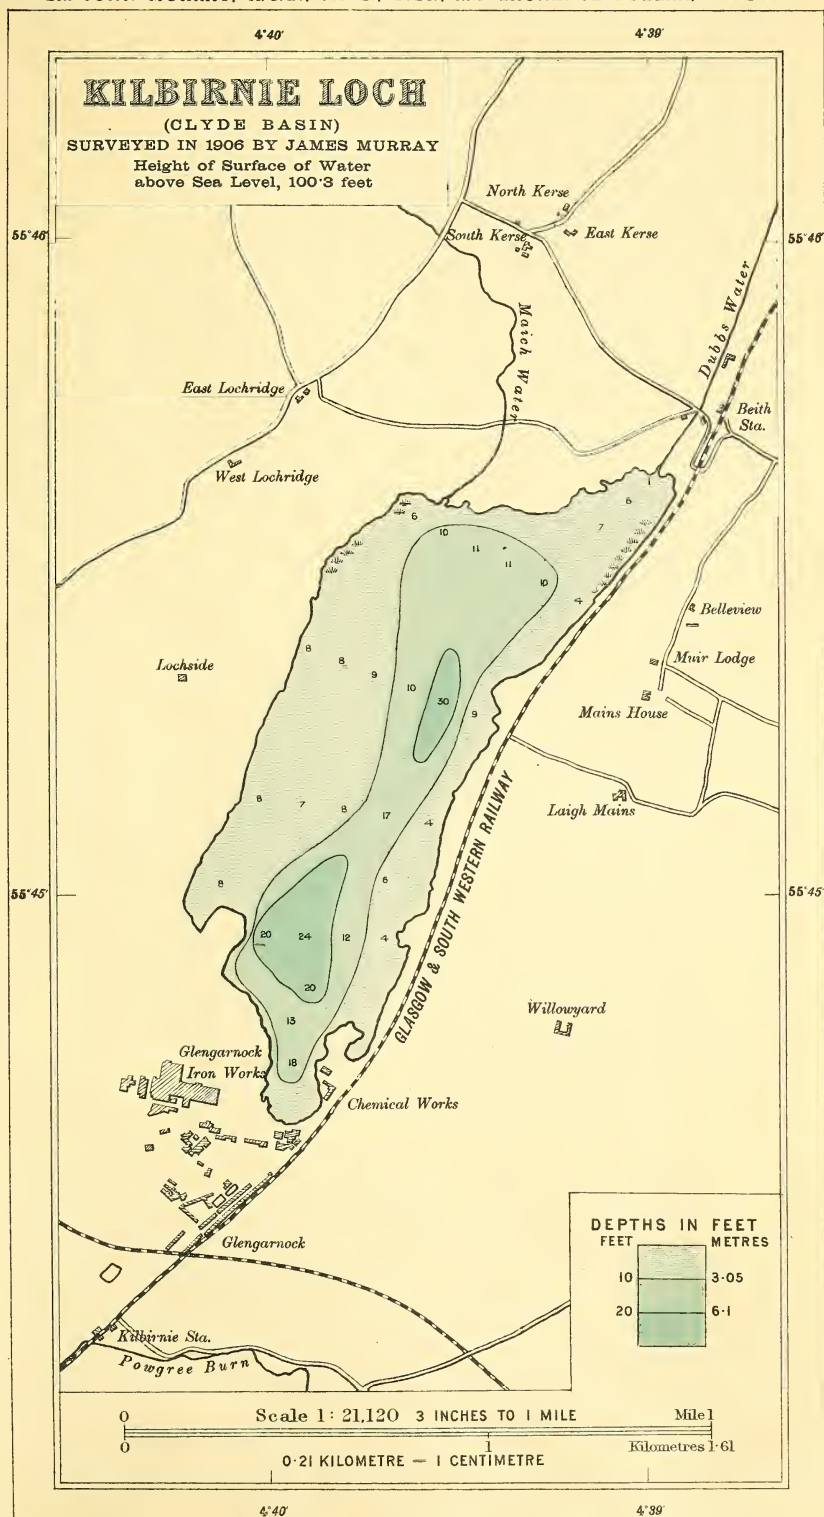 4°40' 4°39'
KILBIRNIE LOCH
(CLYDE BASIN)
SURVEYED IN 1906 BY JAMES MURRAY
Height of Surface of Water
above Sea Level, 100·3 feet
North Kerse
55°46' South Kerse East Kerse 55°46'
Dubbs Water
Maich Water
East Lochridge
Beith
Sta.
West Lochridge
1
6 6
10 7
11
11
10
4
Belleview
8 8
Lochside 9
Muir Lodge
10
30 9
Mains House
8 7 8 17 4
Laigh Mains
GLASGOW & SOUTH WESTERN RAILWAY
8 6
55°45' 55°45'
20 24 12 4
20
13
Willowyard
18
Glengarnock
Iron Works
Chemical Works
DEPTHS IN FEET
FEET METRES
10 3·05
20 6·1
Glengarnock
Kilbirnie Sta.
Powgree Burn
0 Scale 1:21,120 3 INCHES TO 1 MILE Mile 1
0 1 Kilometres 1·61
0·21 KILOMETRE = 1 CENTIMETRE
4°40' 4°39'